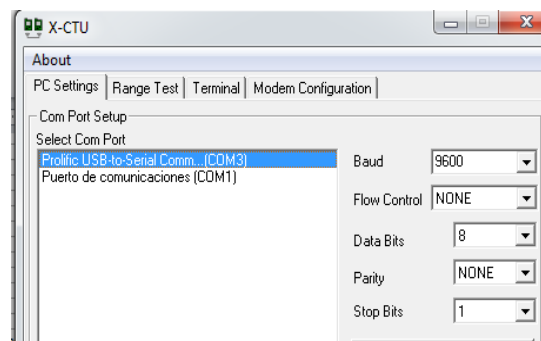 X-CTU
About
PC Settings Range Test Terminal Modem Configuration
Com Port Setup
Select Com Port
Prolific USB-to-Serial Comm...(COM3)
Puerto de comunicaciones (COM1)
Baud 9600
Flow Control NONE
Data Bits 8
Parity NONE
Stop Bits 1